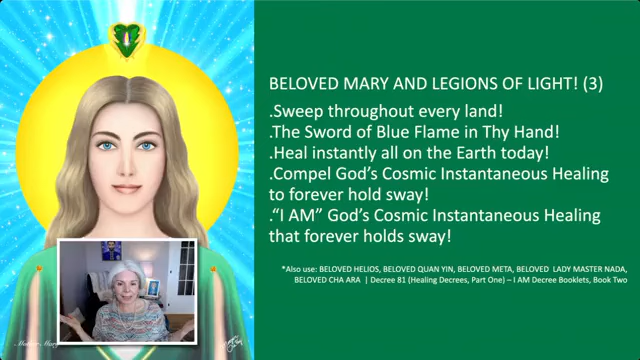 BELOVED MARY AND LEGIONS OF LIGHT! (3)
.Sweep throughout every land!
.The Sword of Blue Flame in Thy Hand!
.Heal instantly all on the Earth today!
.Compel God’s Cosmic Instantaneous Healing
to forever hold sway!
.“I AM” God’s Cosmic Instantaneous Healing
that forever holds sway!
*Also use: BELOVED HELIOS, BELOVED QUAN YIN, BELOVED META, BELOVED LADY MASTER NADA,
BELOVED CHA ARA | Decree 81 (Healing Decrees, Part One) – I AM Decree Booklets, Book Two
Mother Mary